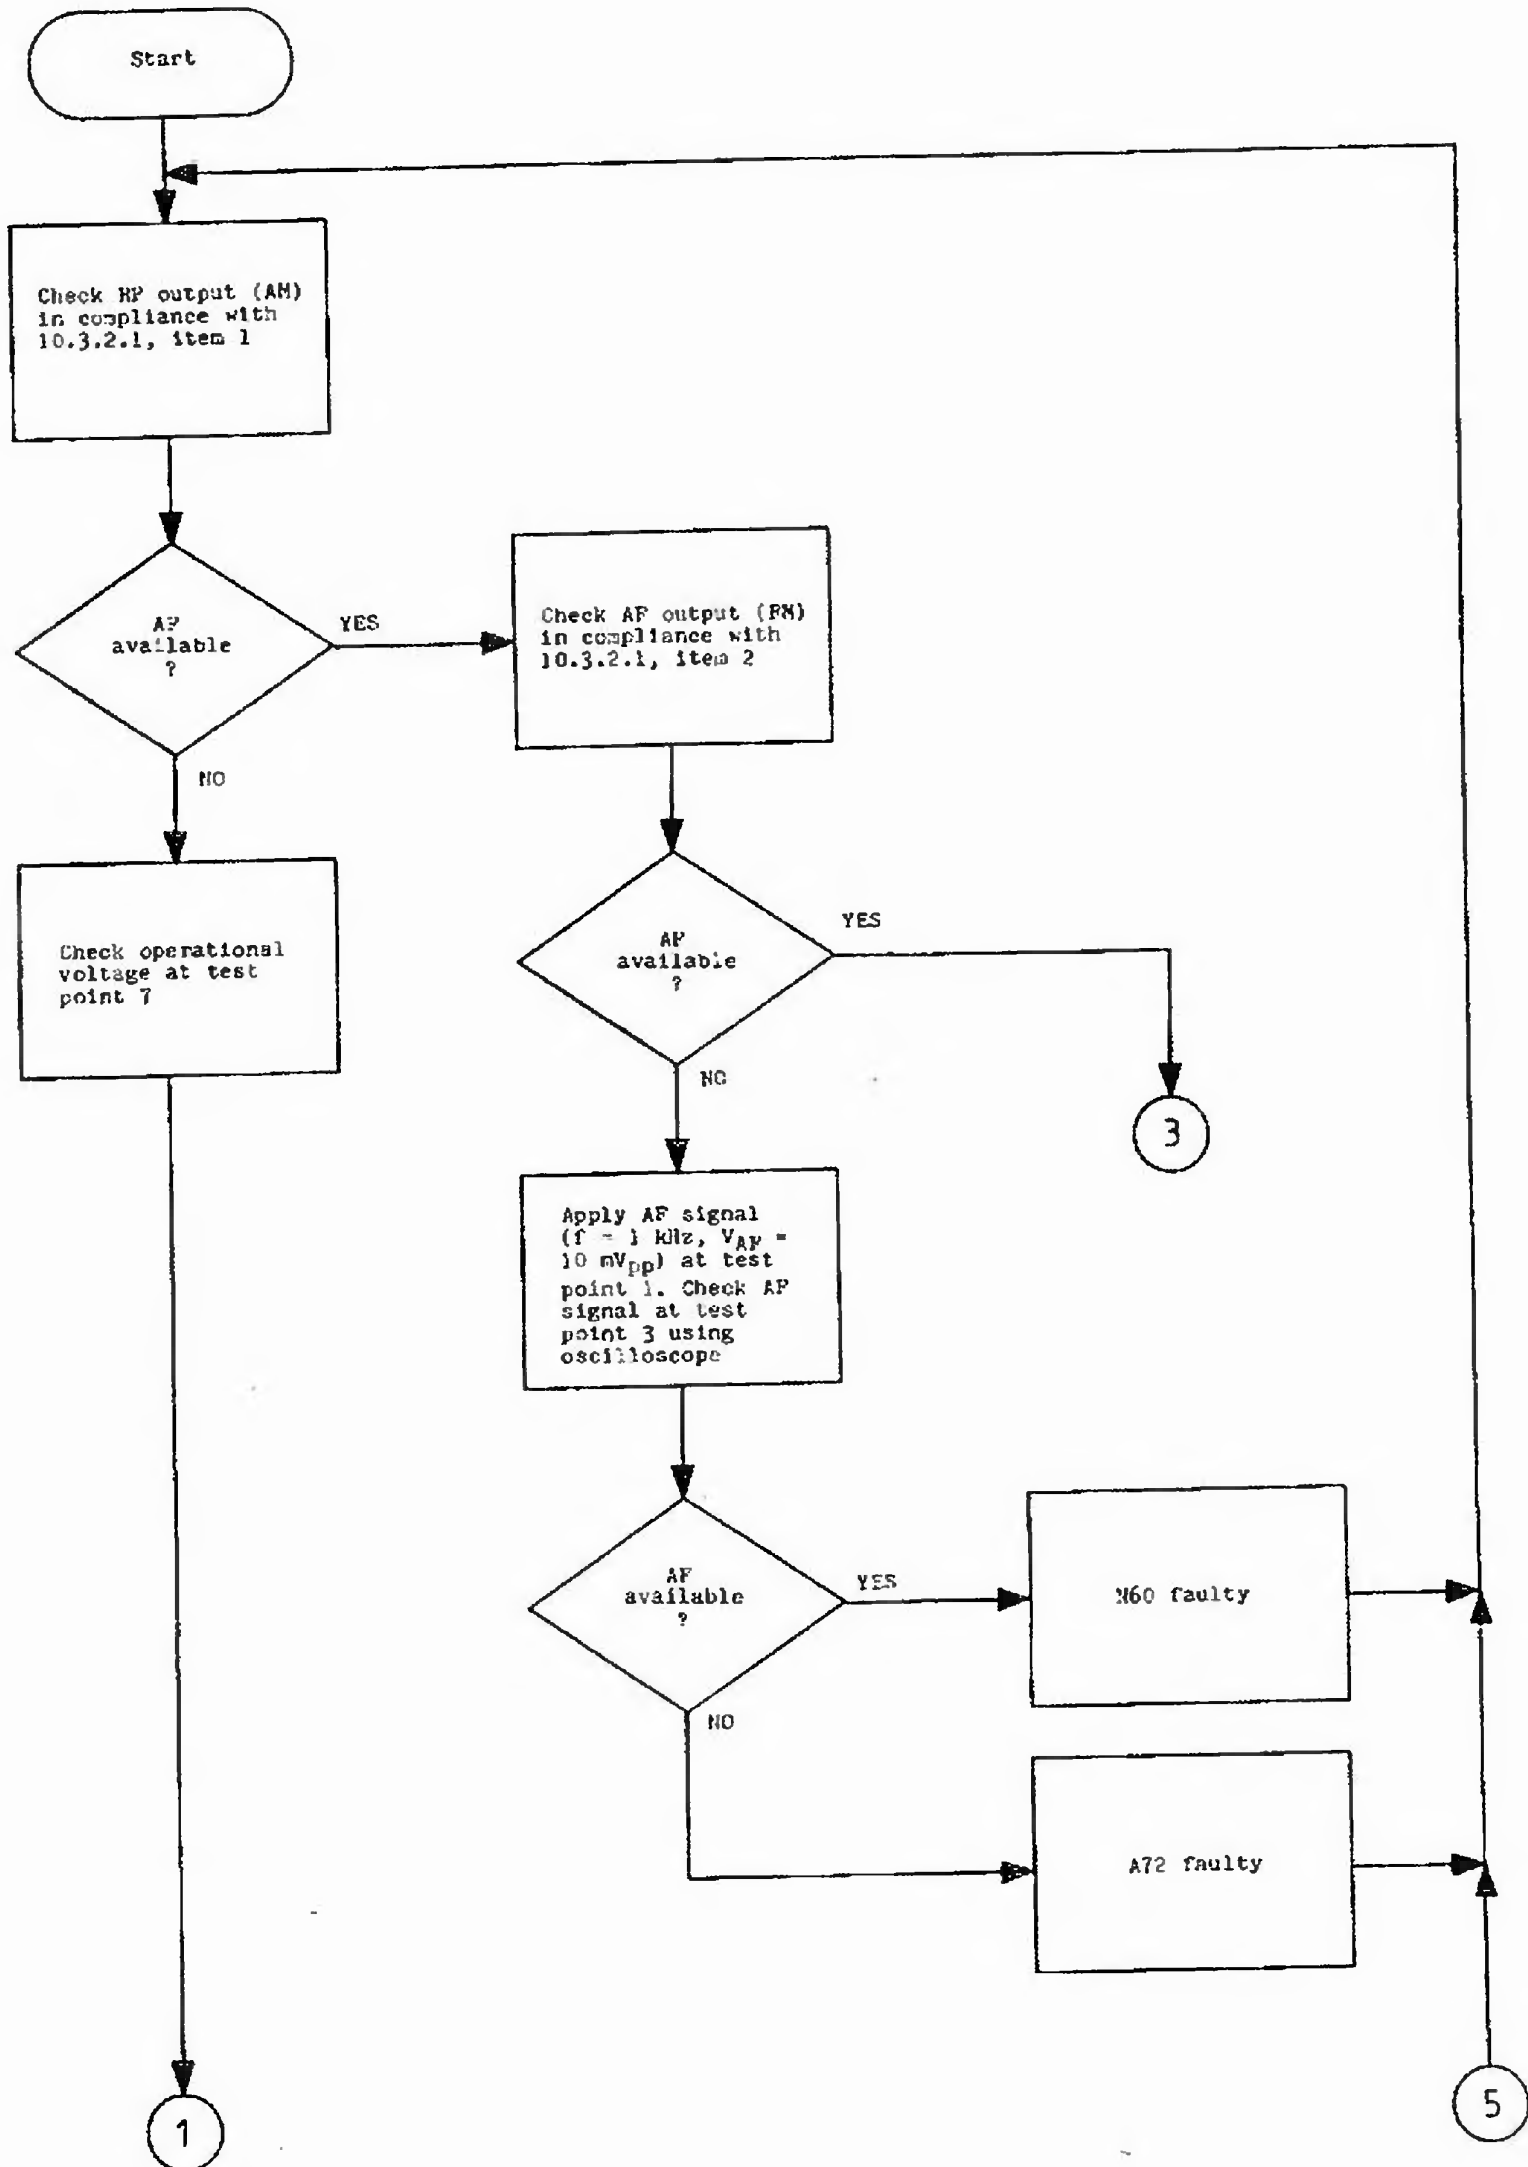 Start
Check RF output (AM)
in compliance with
10.3.2.1, item 1
AF
available
?
YES
NO
Check AF output (FM)
in compliance with
10.3.2.1, item 2
Check operational
voltage at test
point 7
AF
available
?
YES
NO
3
Apply AF signal
(f = 1 kHz, VAF =
10 mVpp) at test
point 1. Check AF
signal at test
point 3 using
oscilloscope
AF
available
?
YES
NO
faulty
A72 faulty
1
5